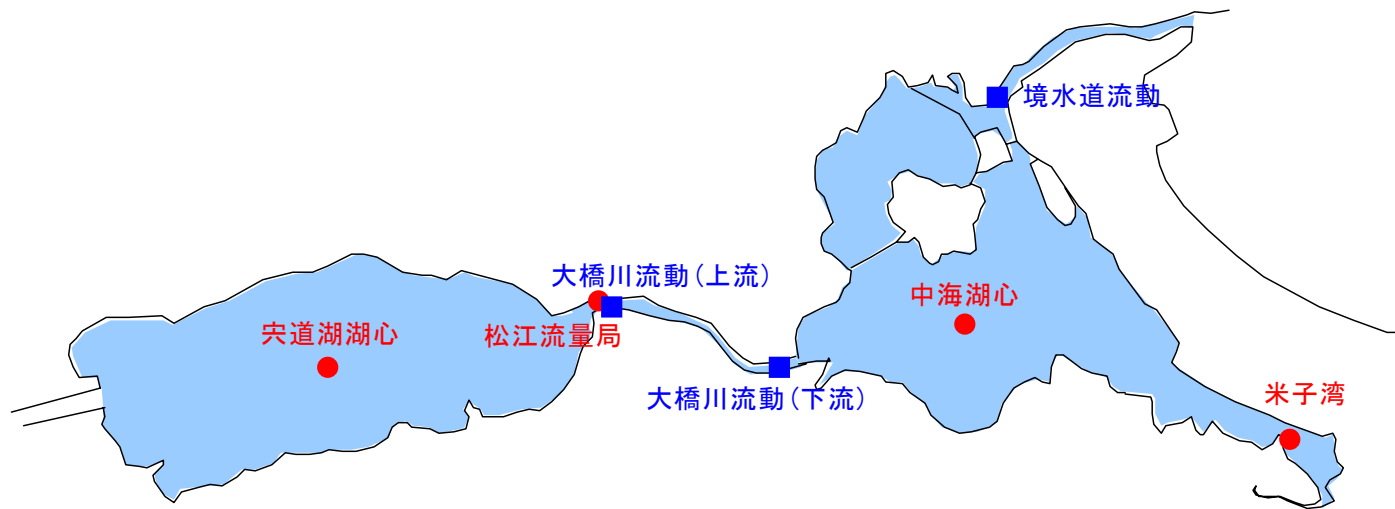 境水道流動
大橋川流動(上流)
中海湖心
宍道湖湖心
松江流量局
大橋川流動(下流)
米子湾